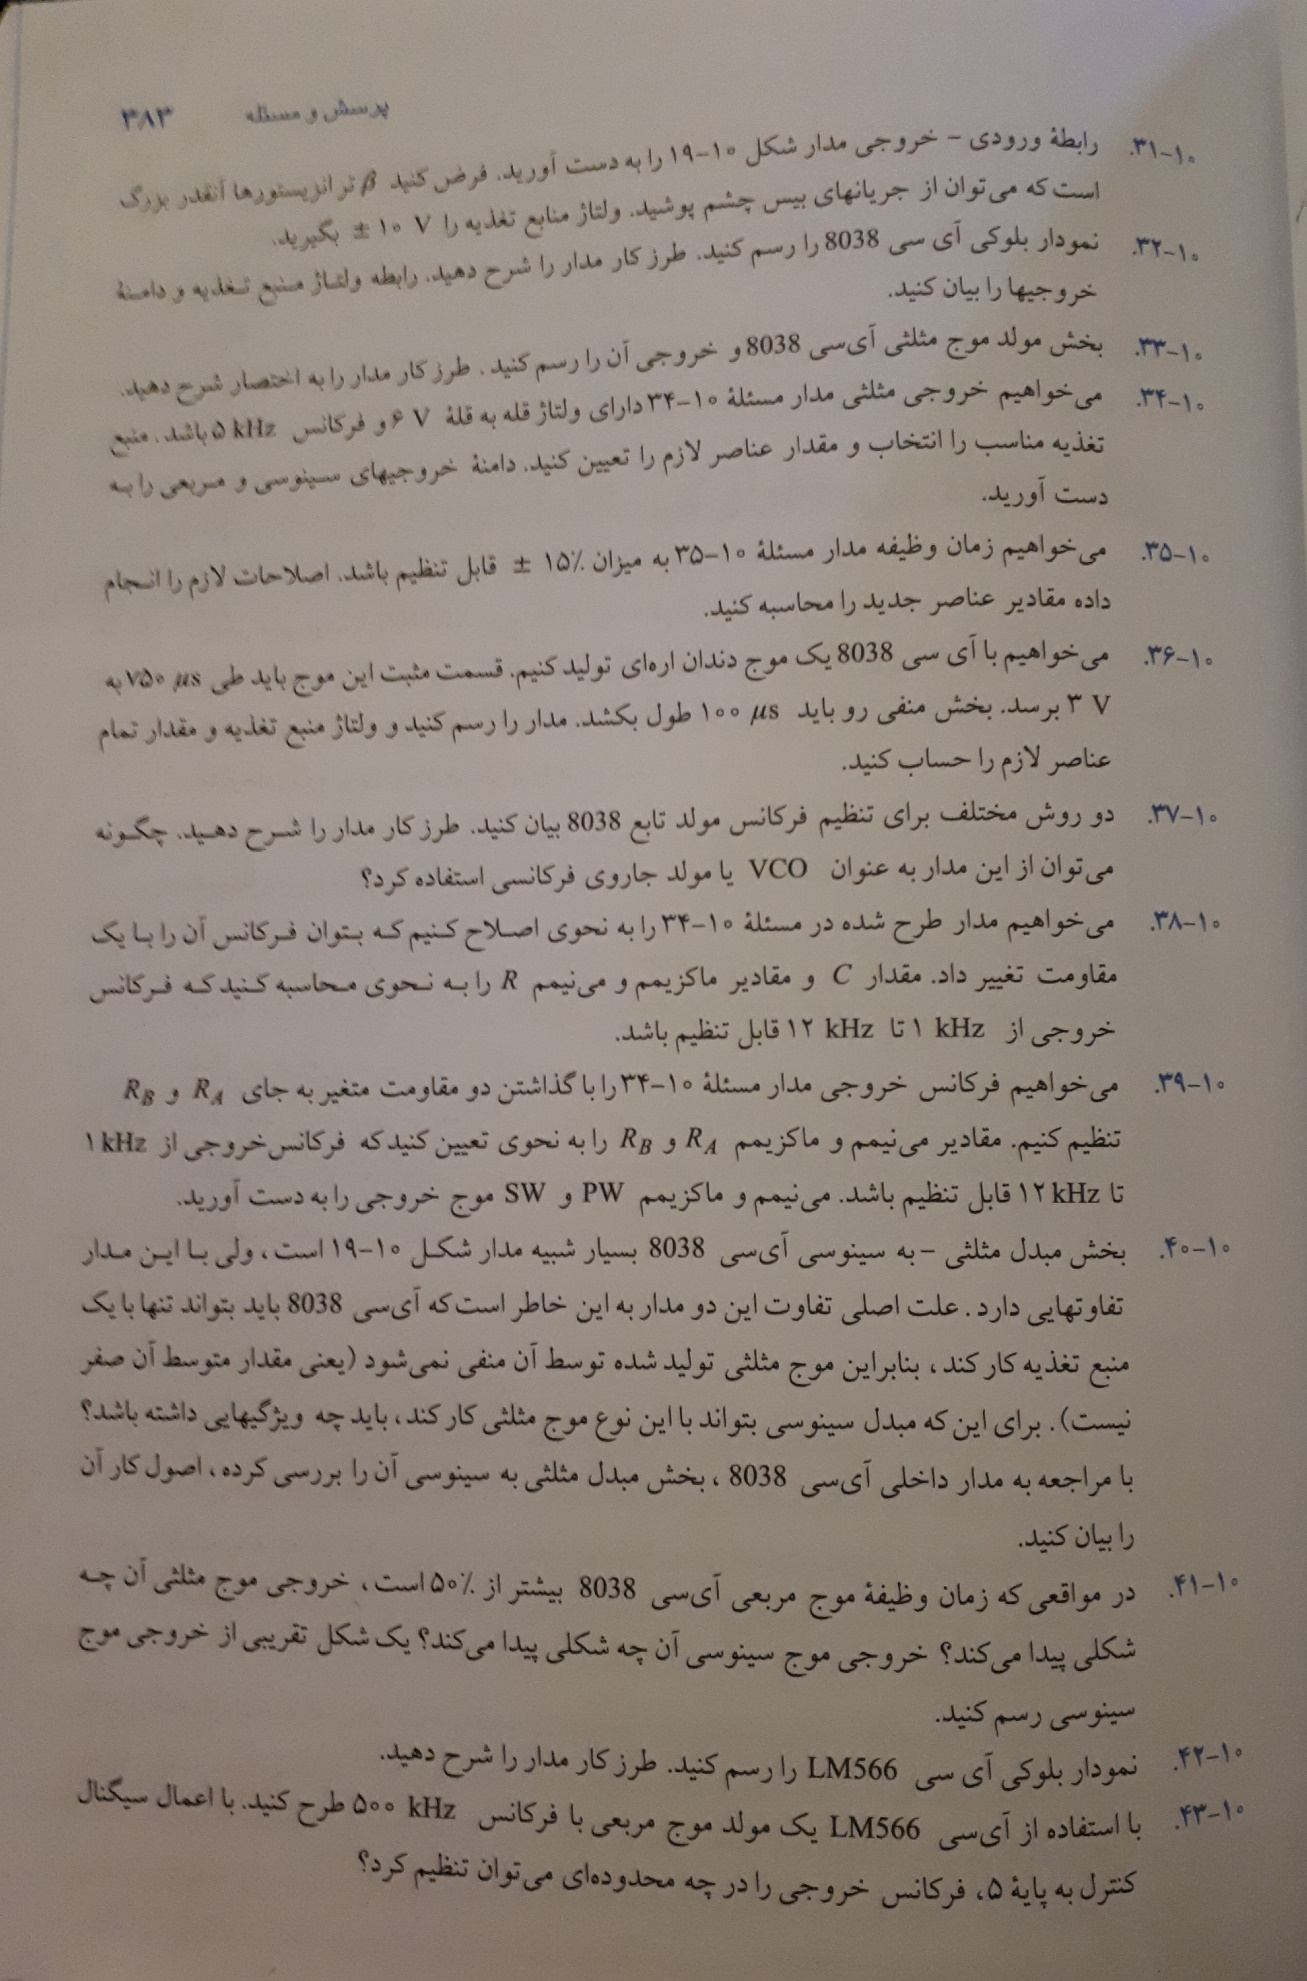 پرسش و مسئله ۳۸۳
۱۰-۳۱. رابطهٔ ورودی – خروجی مدار شکل ۱۰-۱۹ را به دست آورید. فرض کنید β ترانزیستورها آنقدر بزرگ
است که می‌توان از جریانهای بیس چشم پوشید. ولتاژ منابع تغذیه را ± ۱۰ V بگیرید.
۱۰-۳۲. نمودار بلوکی آی سی 8038 را رسم کنید. طرز کار مدار را شرح دهید. رابطه ولتاژ منبع تغذیه و دامنهٔ
خروجیها را بیان کنید.
۱۰-۳۳. بخش مولد موج مثلثی آی‌سی 8038 و خروجی آن را رسم کنید. طرز کار مدار را به اختصار شرح دهید.
۱۰-۳۴. می‌خواهیم خروجی مثلثی مدار مسئلهٔ ۱۰-۳۴ دارای ولتاژ قله به قلهٔ ۶ V و فرکانس ۵ kHz باشد. منبع
تغذیه مناسب را انتخاب و مقدار عناصر لازم را تعیین کنید. دامنهٔ خروجیهای سینوسی و مربعی را به
دست آورید.
۱۰-۳۵. می‌خواهیم زمان وظیفه مدار مسئلهٔ ۱۰-۳۵ به میزان ± ۱۵٪ قابل تنظیم باشد. اصلاحات لازم را انجام
داده مقادیر عناصر جدید را محاسبه کنید.
۱۰-۳۶. می‌خواهیم با آی سی 8038 یک موج دندان اره‌ای تولید کنیم. قسمت مثبت این موج باید طی ۷۵۰ μs به
۳ V برسد. بخش منفی رو باید ۱۰۰ μs طول بکشد. مدار را رسم کنید و ولتاژ منبع تغذیه و مقدار تمام
عناصر لازم را حساب کنید.
۱۰-۳۷. دو روش مختلف برای تنظیم فرکانس مولد تابع 8038 بیان کنید. طرز کار مدار را شرح دهید. چگونه
می‌توان از این مدار به عنوان VCO یا مولد جاروی فرکانسی استفاده کرد؟
۱۰-۳۸. می‌خواهیم مدار طرح شده در مسئلهٔ ۱۰-۳۴ را به نحوی اصلاح کنیم که بتوان فرکانس آن را با یک
مقاومت تغییر داد. مقدار C و مقادیر ماکزیمم و می‌نیمم R را به نحوی محاسبه کنید که فرکانس
خروجی از ۱ kHz تا ۱۲ kHz قابل تنظیم باشد.
۱۰-۳۹. می‌خواهیم فرکانس خروجی مدار مسئلهٔ ۱۰-۳۴ را با گذاشتن دو مقاومت متغیر به جای R_A و R_B
تنظیم کنیم. مقادیر می‌نیمم و ماکزیمم R_A و R_B را به نحوی تعیین کنید که فرکانس خروجی از ۱ kHz
تا ۱۲ kHz قابل تنظیم باشد. می‌نیمم و ماکزیمم PW و SW موج خروجی را به دست آورید.
۱۰-۴۰. بخش مبدل مثلثی – به سینوسی آی‌سی 8038 بسیار شبیه مدار شکل ۱۰-۱۹ است، ولی با این مدار
تفاوتهایی دارد. علت اصلی تفاوت این دو مدار به این خاطر است که آی‌سی 8038 باید بتواند تنها با یک
منبع تغذیه کار کند، بنابراین موج مثلثی تولید شده توسط آن منفی نمی‌شود (یعنی مقدار متوسط آن صفر
نیست). برای این که مبدل سینوسی بتواند با این نوع موج مثلثی کار کند، باید چه ویژگیهایی داشته باشد؟
با مراجعه به مدار داخلی آی‌سی 8038، بخش مبدل مثلثی به سینوسی آن را بررسی کرده، اصول کار آن
را بیان کنید.
۱۰-۴۱. در مواقعی که زمان وظیفهٔ موج مربعی آی‌سی 8038 بیشتر از ۵۰٪ است، خروجی موج مثلثی آن چه
شکلی پیدا می‌کند؟ خروجی موج سینوسی آن چه شکلی پیدا می‌کند؟ یک شکل تقریبی از خروجی موج
سینوسی رسم کنید.
۱۰-۴۲. نمودار بلوکی آی سی LM566 را رسم کنید. طرز کار مدار را شرح دهید.
۱۰-۴۳. با استفاده از آی‌سی LM566 یک مولد موج مربعی با فرکانس ۵۰۰ kHz طرح کنید. با اعمال سیگنال
کنترل به پایهٔ ۵، فرکانس خروجی را در چه محدوده‌ای می‌توان تنظیم کرد؟